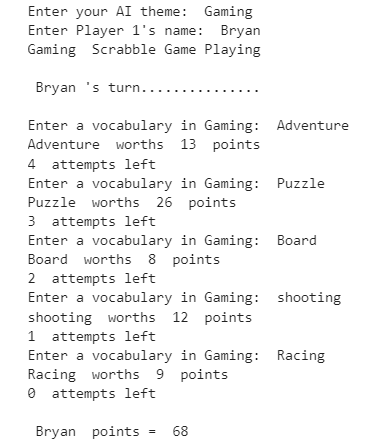 Enter your AI theme:  Gaming
Enter Player 1's name:  Bryan
Gaming  Scrabble Game Playing
Bryan 's turn...............
Enter a vocabulary in Gaming:  Adventure
Adventure  worths  13  points
4  attempts left
Enter a vocabulary in Gaming:  Puzzle
Puzzle  worths  26  points
3  attempts left
Enter a vocabulary in Gaming:  Board
Board  worths  8  points
2  attempts left
Enter a vocabulary in Gaming:  shooting
shooting  worths  12  points
1  attempts left
Enter a vocabulary in Gaming:  Racing
Racing  worths  9  points
0  attempts left
Bryan  points =  68